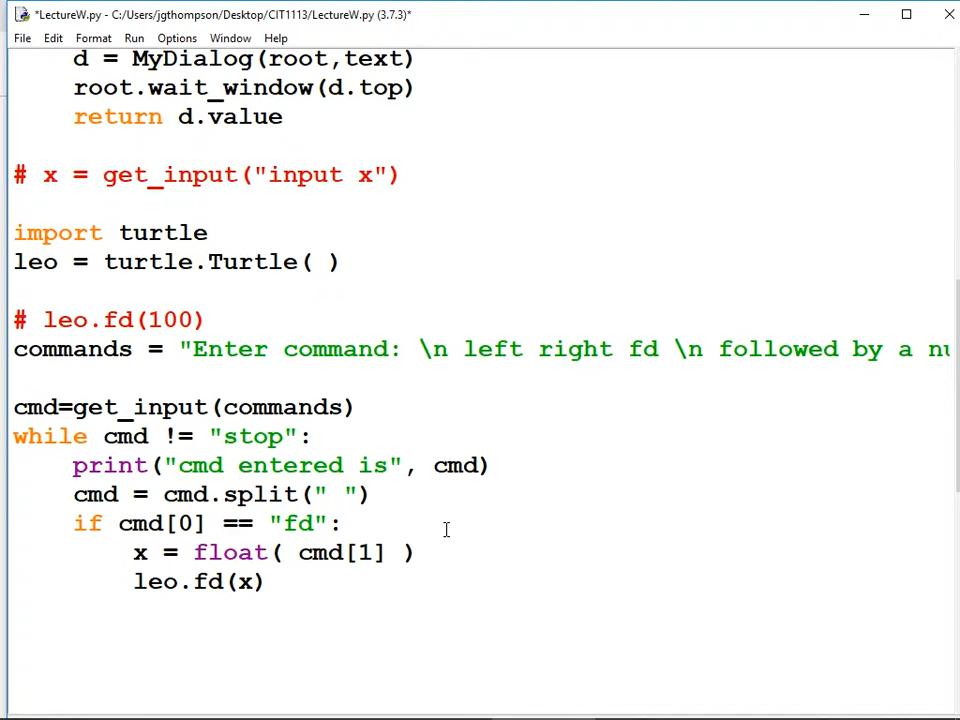 *LectureW.py - C:/Users/jgthompson/Desktop/CIT1113/LectureW.py (3.7.3)*
File Edit Format Run Options Window Help
d = MyDialog(root,text)
root.wait_window(d.top)
return d.value
# x = get_input("input x")
import turtle
leo = turtle.Turtle( )
# leo.fd(100)
commands = "Enter command: \n left right fd \n followed by a
cmd=get_input(commands)
while cmd != "stop":
print("cmd entered is", cmd)
cmd = cmd.split(" ")
if cmd[0] == "fd":
x = float( cmd[1] )
leo.fd(x)